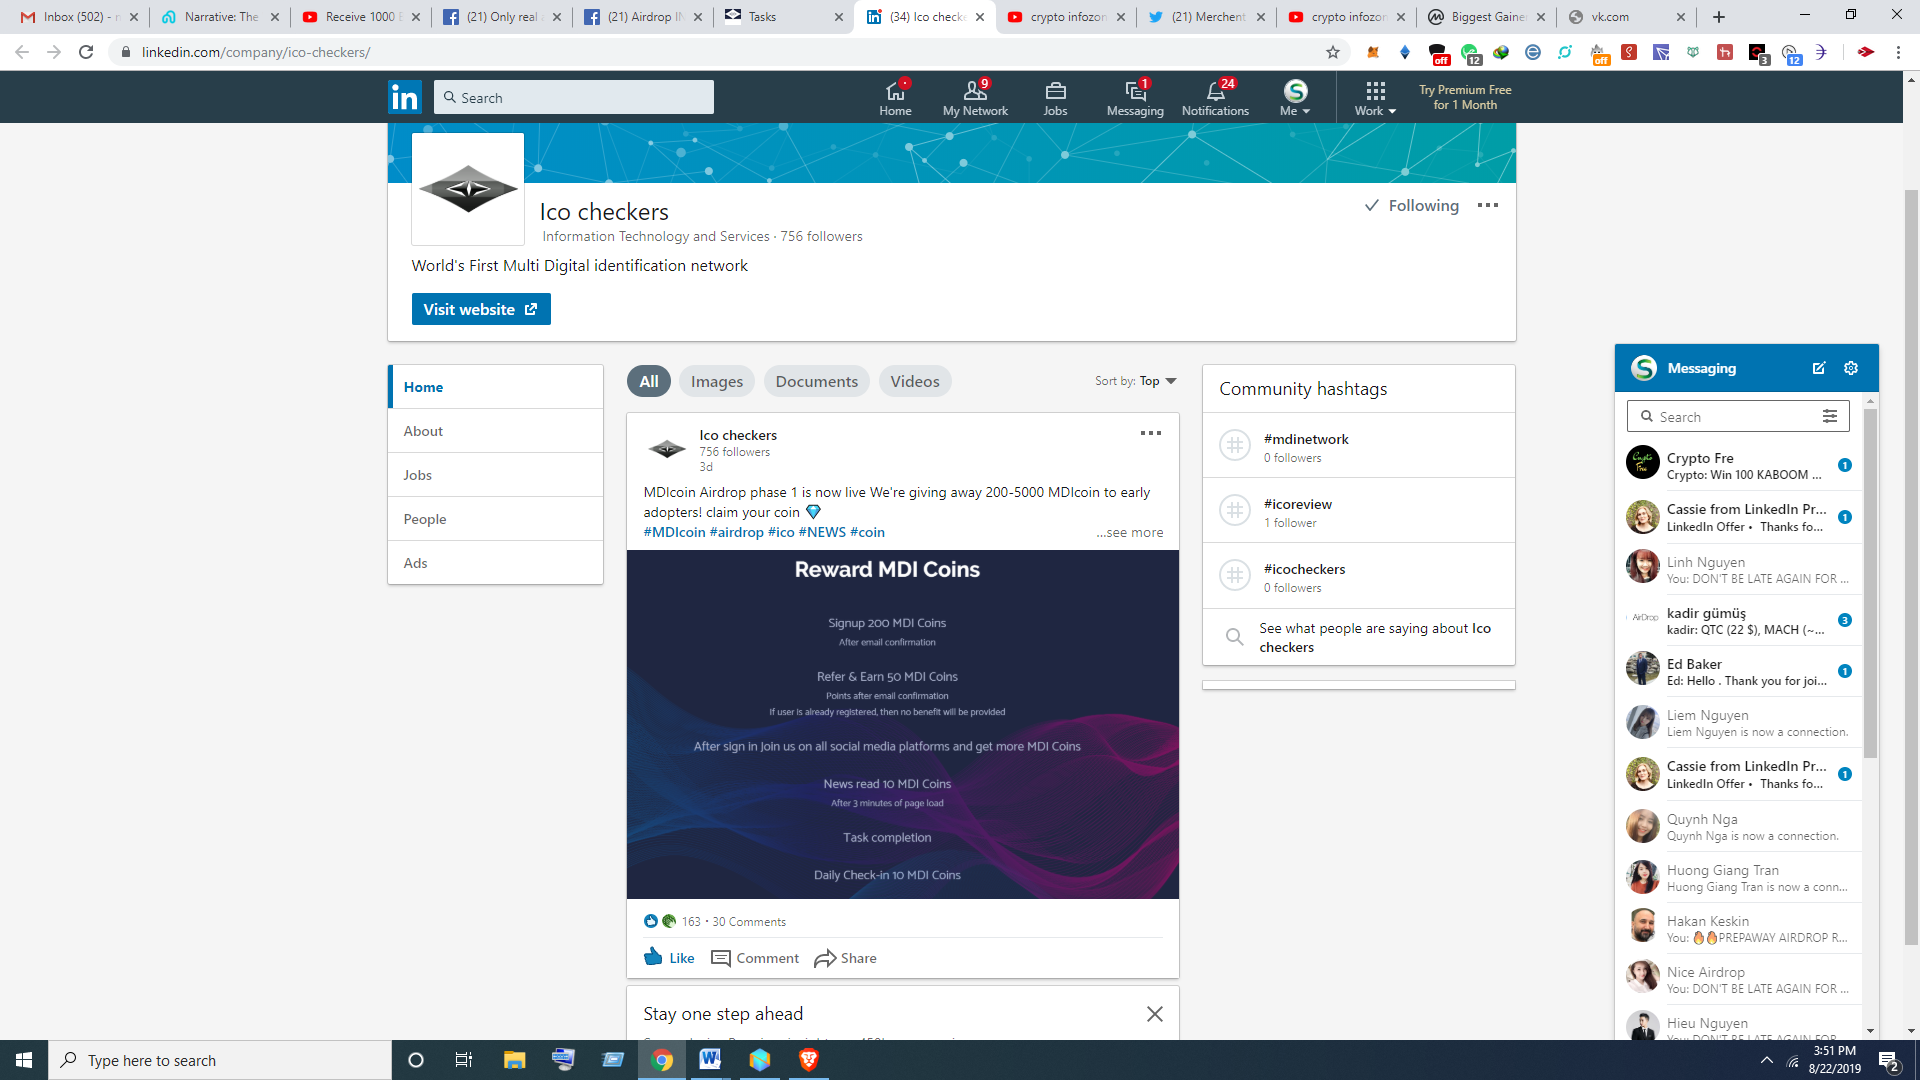 Inbox (502) - n
Narrative: The
Receive 1000 E
(21) Only real
(21) Airdrop IN
Tasks
(34) Ico checke
crypto infozon
(21) Merchent
crypto infozon
Biggest Gaine
vk.com
linkedin.com/company/ico-checkers/
off
12
off
3
12
in
Search
Home
9
My Network
Jobs
1
Messaging
24
Notifications
Me
Work
Try Premium Free
for 1 Month
Ico checkers
Information Technology and Services · 756 followers
Following
World's First Multi Digital identification network
Visit website
Home
About
Jobs
People
Ads
All
Images
Documents
Videos
Sort by: Top
Ico checkers
756 followers
3d
MDIcoin Airdrop phase 1 is now live We're giving away 200-5000 MDIcoin to early
adopters! claim your coin 💎
#MDIcoin #airdrop #ico #NEWS #coin
...see more
Reward MDI Coins
Signup 200 MDI Coins
After email confirmation
Refer & Earn 50 MDI Coins
Points after email confirmation
If user is already registered, then no benefit will be provided
After sign in Join us on all social media platforms and get more MDI Coins
News read 10 MDI Coins
After 3 minutes of page load
Task completion
Daily Check-in 10 MDI Coins
163 · 30 Comments
Like
Comment
Share
Stay one step ahead
Community hashtags
#mdinetwork
0 followers
#icoreview
1 follower
#icocheckers
0 followers
See what people are saying about Ico
checkers
Messaging
Search
Crypto Fre
Crypto: Win 100 KABOOM ...
1
Cassie from LinkedIn Pr...
LinkedIn Offer • Thanks fo...
1
Linh Nguyen
You: DON'T BE LATE AGAIN FOR ...
AirDrop
kadir gümüş
kadir: QTC (22 $), MACH (~...
3
Ed Baker
Ed: Hello . Thank you for joi...
1
Liem Nguyen
Liem Nguyen is now a connection.
Cassie from LinkedIn Pr...
LinkedIn Offer • Thanks fo...
1
Quynh Nga
Quynh Nga is now a connection.
Huong Giang Tran
Huong Giang Tran is now a conn...
Hakan Keskin
You: 🔥🔥PREPAWAY AIRDROP R...
Nice Airdrop
You: DON'T BE LATE AGAIN FOR ...
Hieu Nguyen
Type here to search
3:51 PM
8/22/2019
2